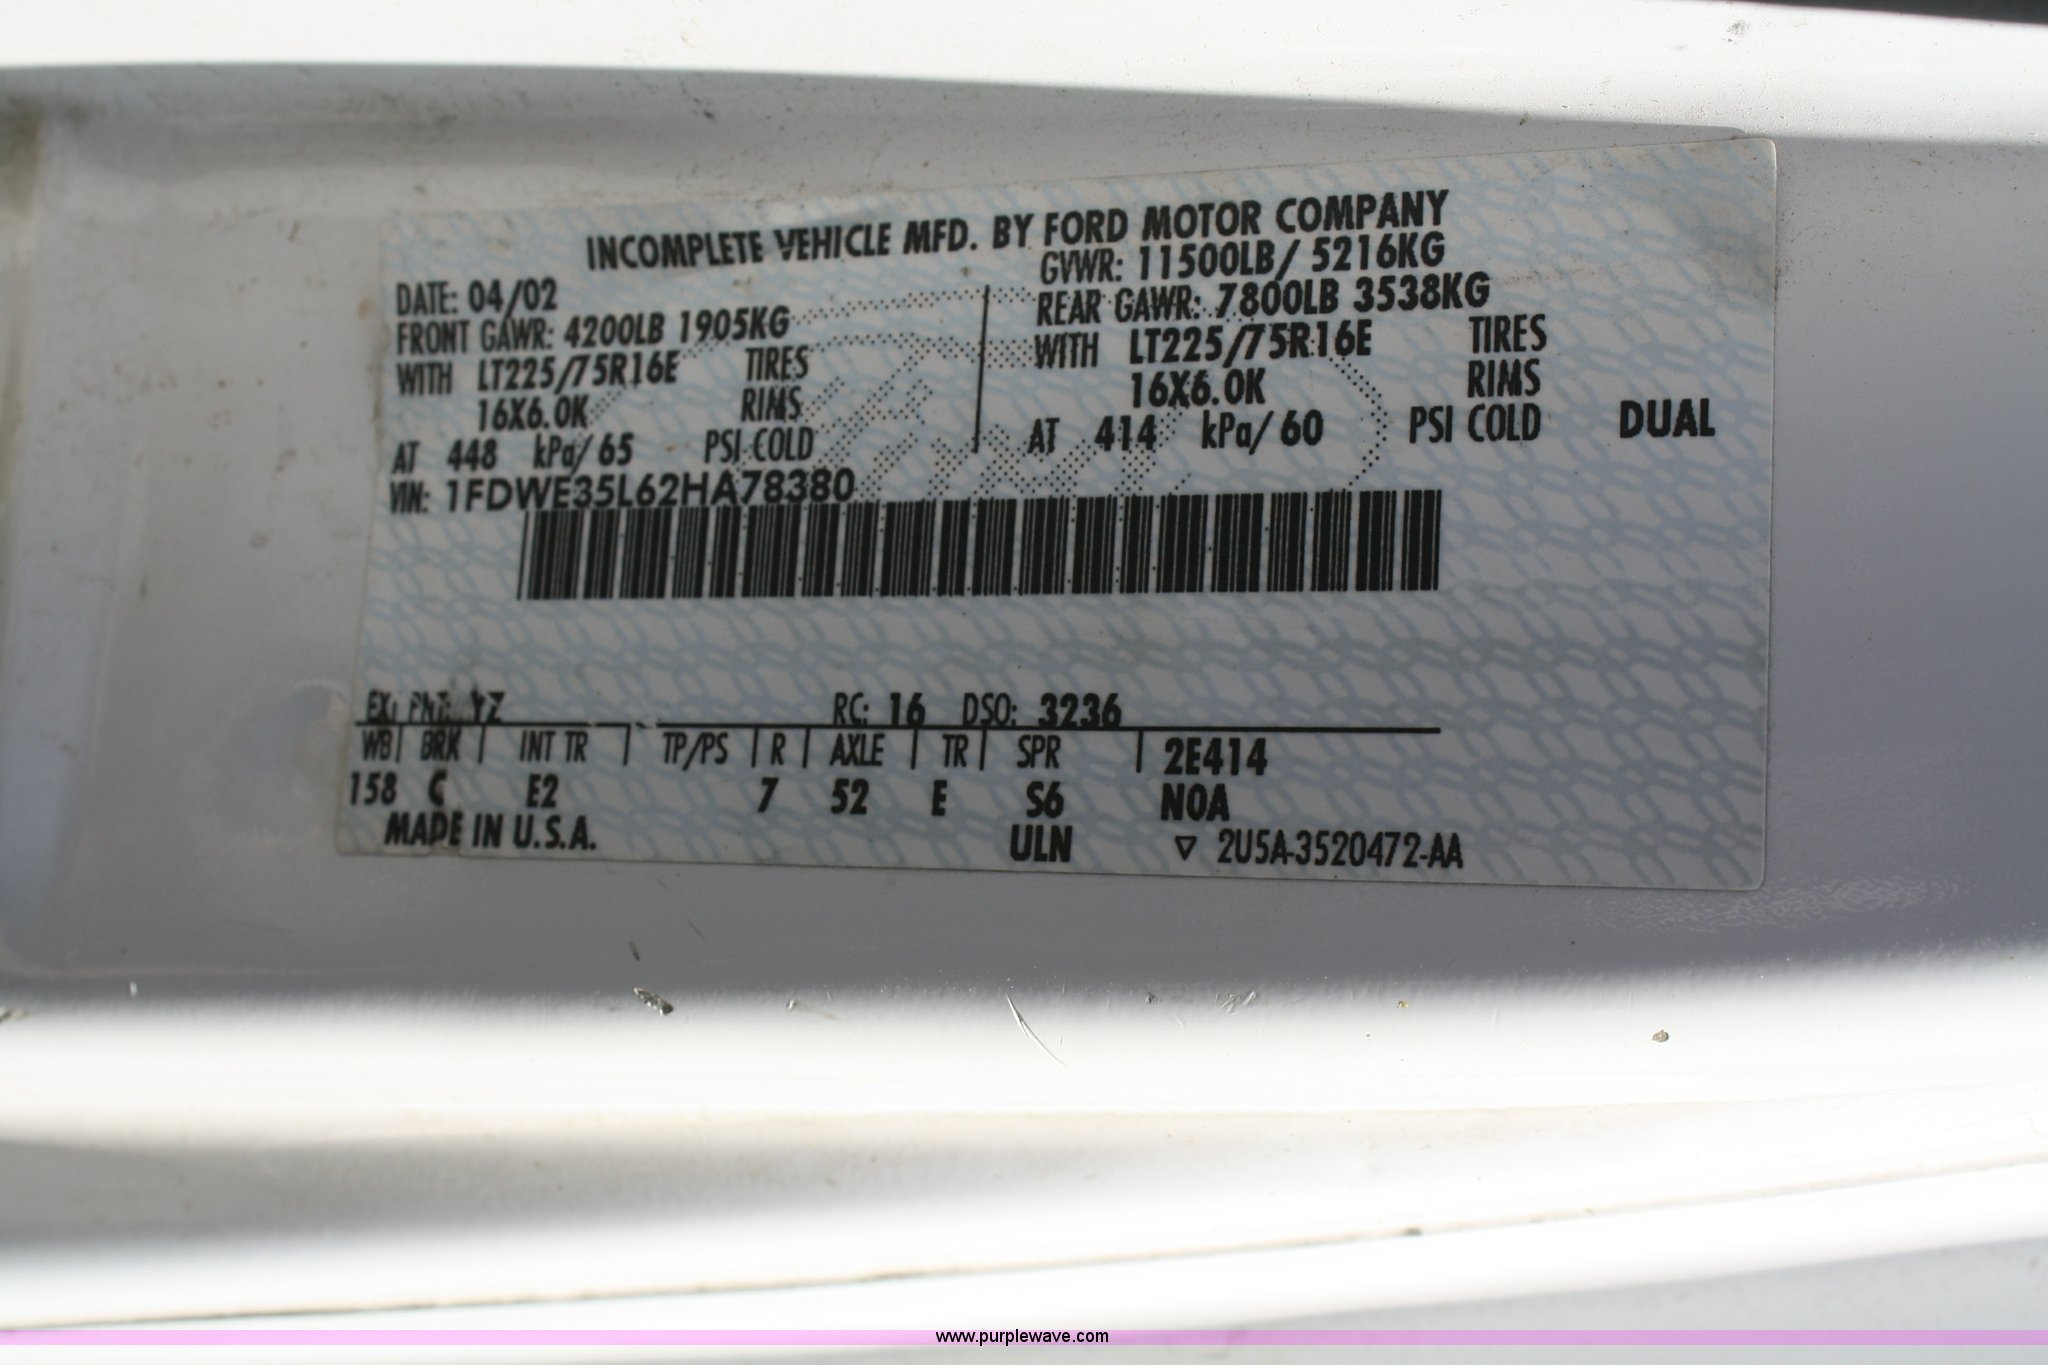 INCOMPLETE VEHICLE MFD. BY FORD MOTOR COMPANY
GVWR: 11500LB/ 5216KG
DATE: 04/02
FRONT GAWR: 4200LB 1905KG
WITH LT225/75R16E TIRES
16X6.0K RIMS
AT 448 kPa/ 65 PSI COLD
REAR GAWR: 7800LB 3538KG
WITH LT225/75R16E TIRES
16X6.0K RIMS
AT 414 kPa/ 60 PSI COLD DUAL
VIN: 1FDWE35L62HA78380
EXT PNT: YZ RC: 16 DSO: 3236
WB BRK INT TR TP/PS R AXLE TR SPR 2E414
158 C E2 7 52 E S6 NOA
MADE IN U.S.A. ULN ▽ 2U5A-3520472-AA
www.purplewave.com